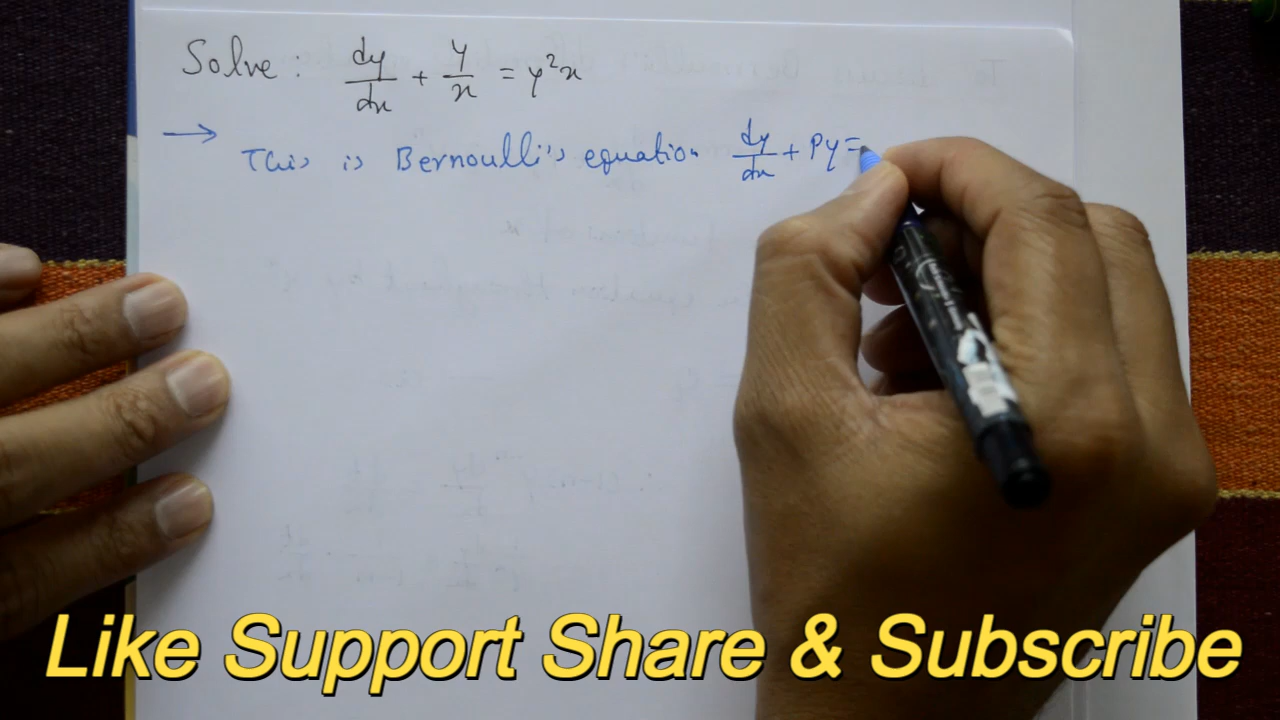 Solve : dy/dx + y/x = y²x
→ This is Bernoulli's equation dy/dx + Py =
Like Support Share & Subscribe